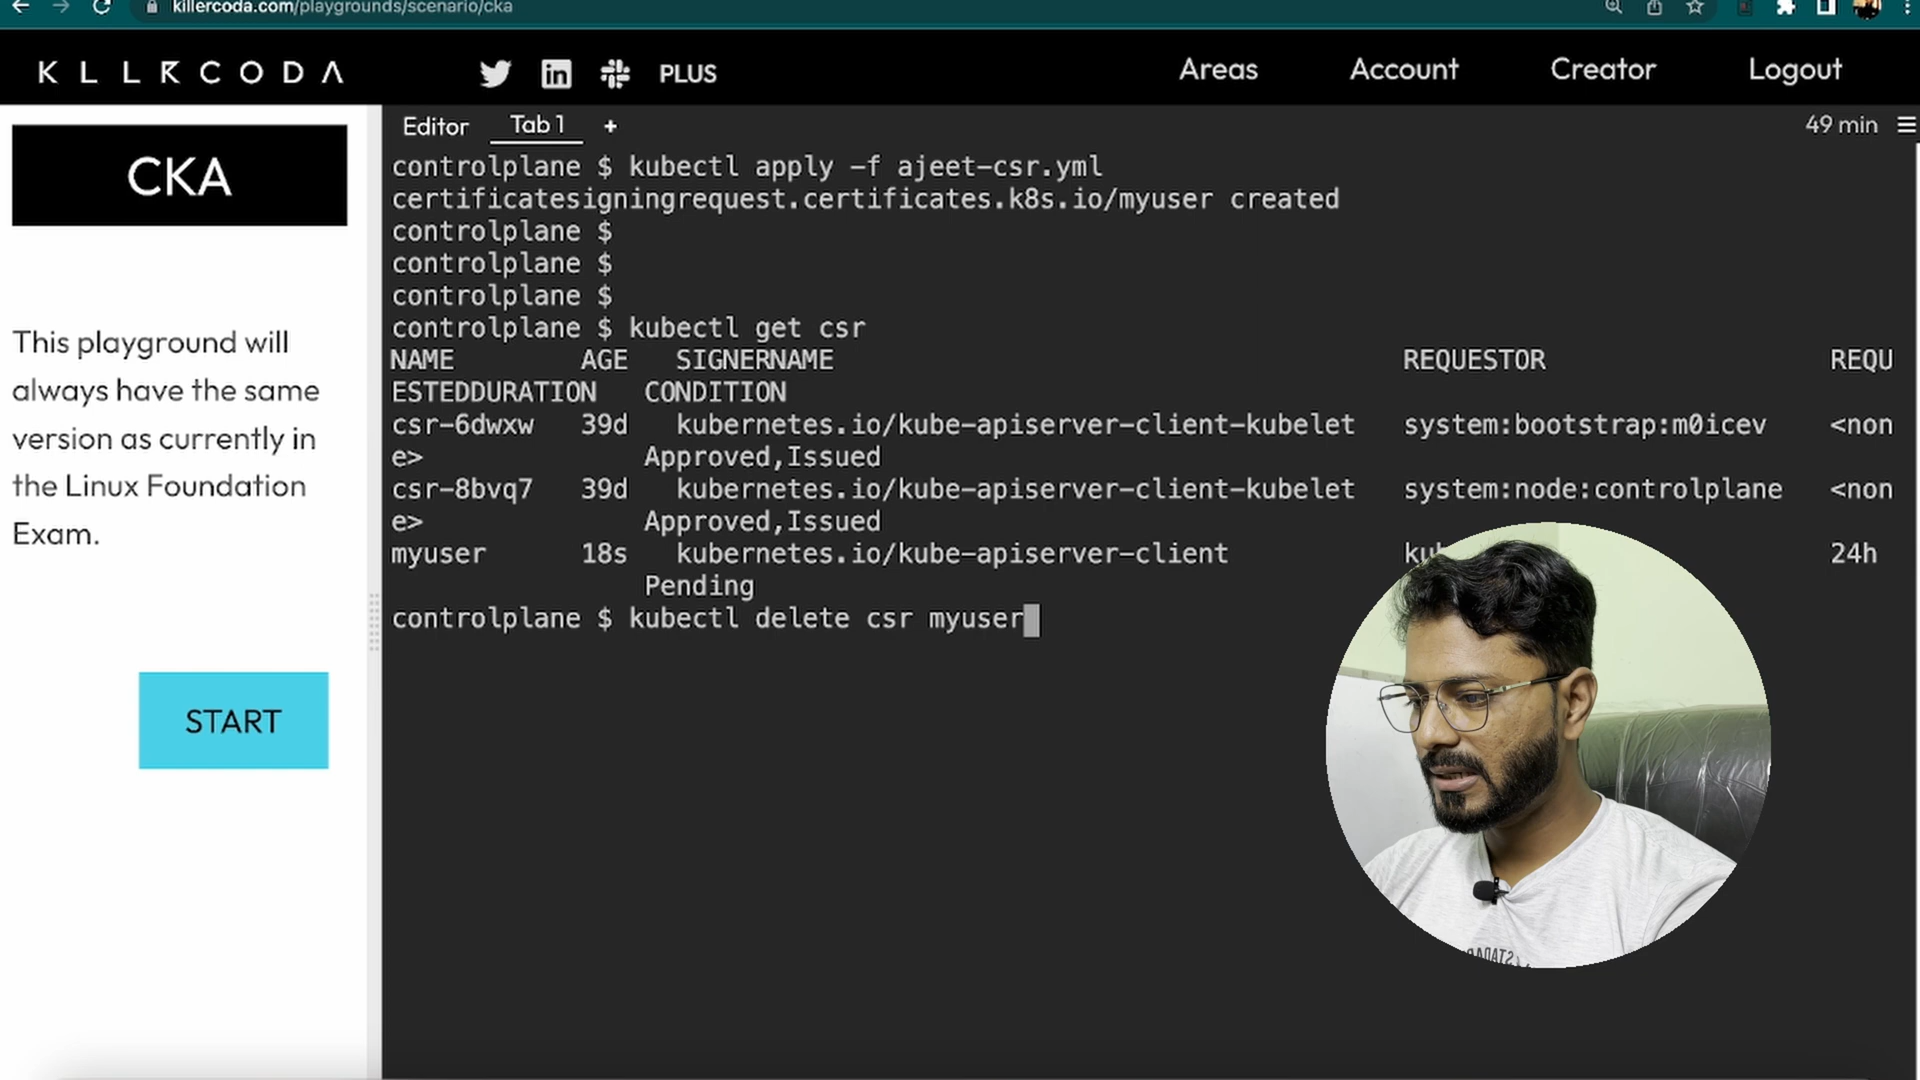 killercoda.com/playgrounds/scenario/cka
KLLRCODA
PLUS
Areas
Account
Creator
Logout
Editor
Tab 1
+
49 min
CKA
This playground will
always have the same
version as currently in
the Linux Foundation
Exam.
START
controlplane $ kubectl apply -f ajeet-csr.yml
certificatesigningrequest.certificates.k8s.io/myuser created
controlplane $
controlplane $
controlplane $
controlplane $ kubectl get csr
NAME AGE SIGNERNAME REQUESTOR REQU
ESTEDDURATION CONDITION
csr-6dwxw 39d kubernetes.io/kube-apiserver-client-kubelet system:bootstrap:m0icev <non
e> Approved,Issued
csr-8bvq7 39d kubernetes.io/kube-apiserver-client-kubelet system:node:controlplane <non
e> Approved,Issued
myuser 18s kubernetes.io/kube-apiserver-client 24h
Pending
controlplane $ kubectl delete csr myuser